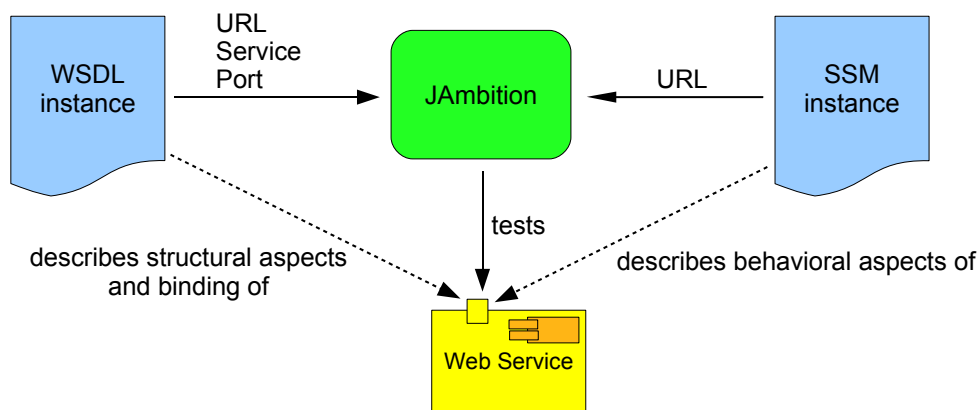 URL
Service
Port
WSDL
instance
JAmbition
URL
SSM
instance
tests
describes structural aspects
and binding of
describes behavioral aspects of
Web Service